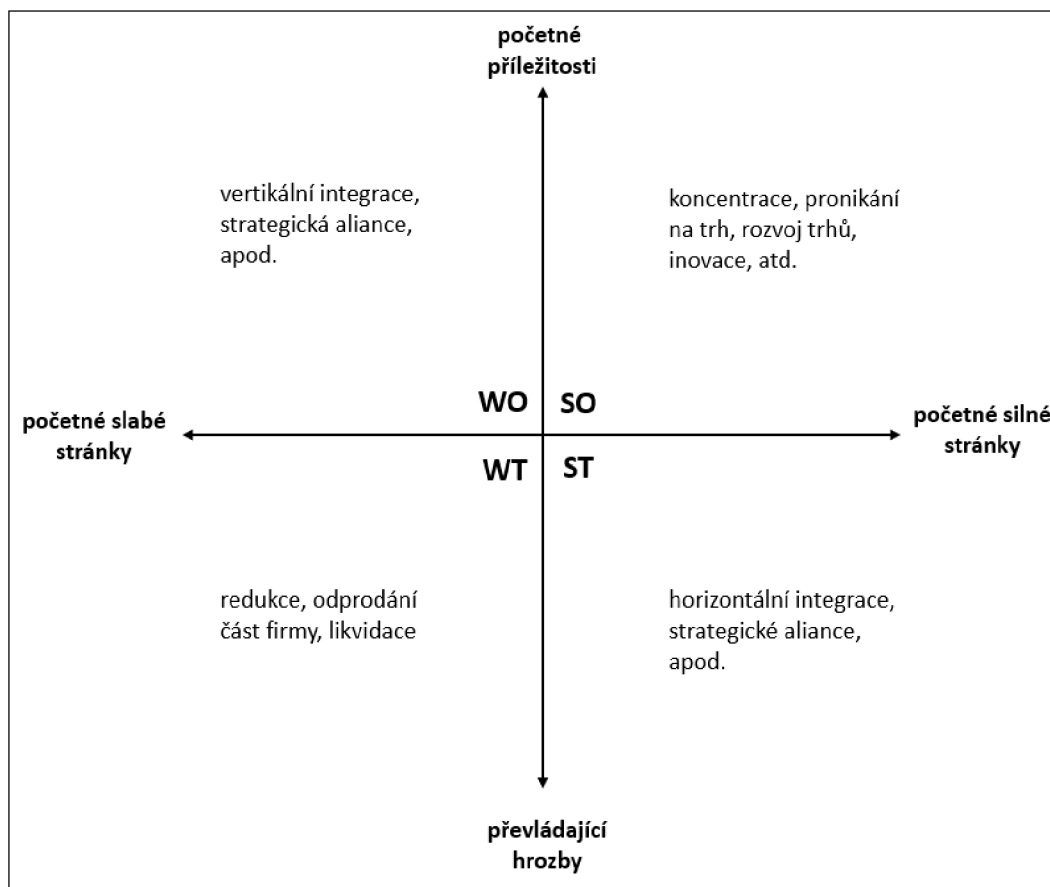 početné
příležitosti
vertikální integrace,
strategická aliance,
apod.
koncentrace, pronikání
na trh, rozvoj trhů,
inovace, atd.
WO
SO
početné slabé
stránky
početné silné
stránky
WT
ST
redukce, odprodání
část firmy, likvidace
horizontální integrace,
strategické aliance,
apod.
převládající
hrozby